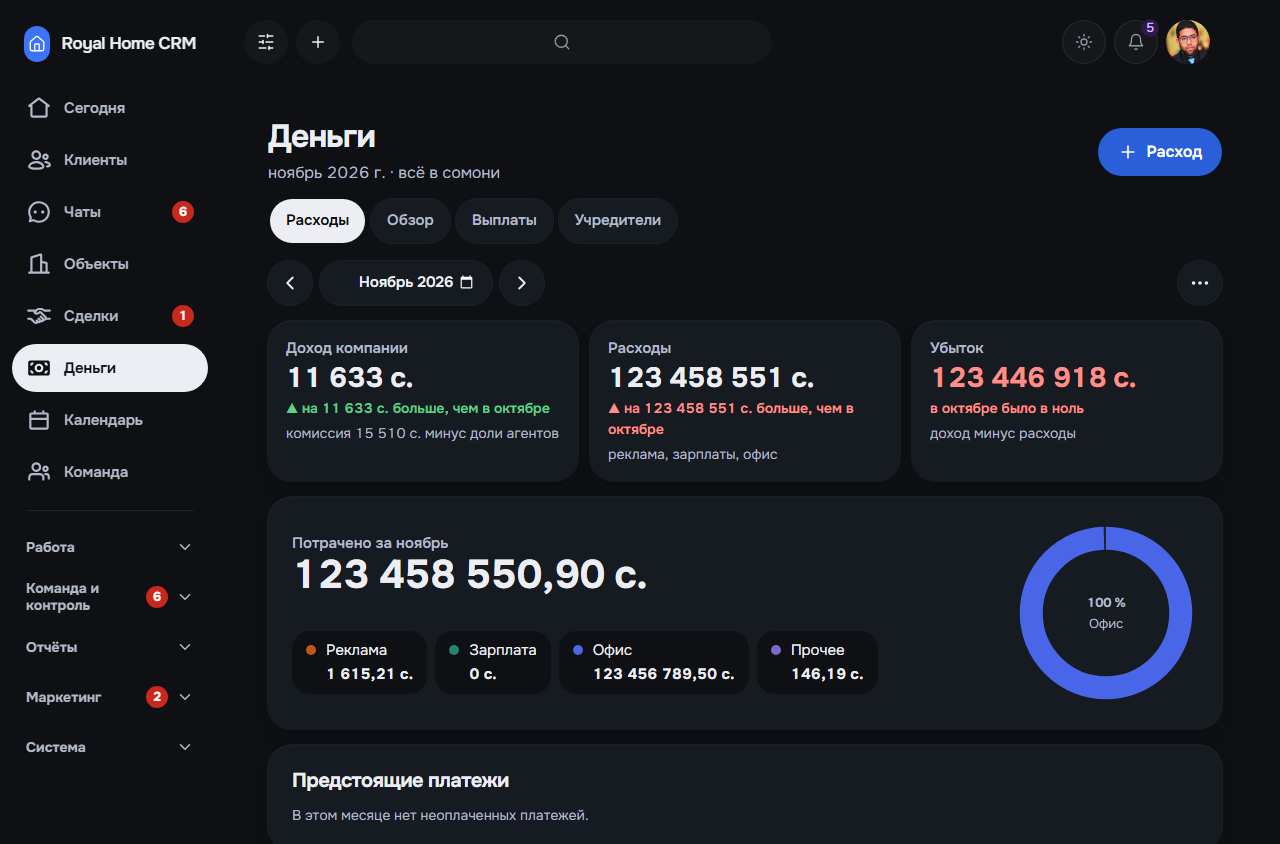 Royal Home CRM
5
Сегодня
Клиенты
Чаты 6
Объекты
Сделки 1
Деньги
Календарь
Команда
Работа
Команда и
контроль 6
Отчёты
Маркетинг 2
Система
Деньги
ноябрь 2026 г. · всё в сомони
+ Расход
Расходы Обзор Выплаты Учредители
Ноябрь 2026
Доход компании
11 633 с.
▲ на 11 633 с. больше, чем в октябре
комиссия 15 510 с. минус доли агентов
Расходы
123 458 551 с.
▲ на 123 458 551 с. больше, чем в
октябре
реклама, зарплаты, офис
Убыток
123 446 918 с.
в октябре было в ноль
доход минус расходы
Потрачено за ноябрь
123 458 550,90 с.
Реклама
1 615,21 с.
Зарплата
0 с.
Офис
123 456 789,50 с.
Прочее
146,19 с.
100 %
Офис
Предстоящие платежи
В этом месяце нет неоплаченных платежей.